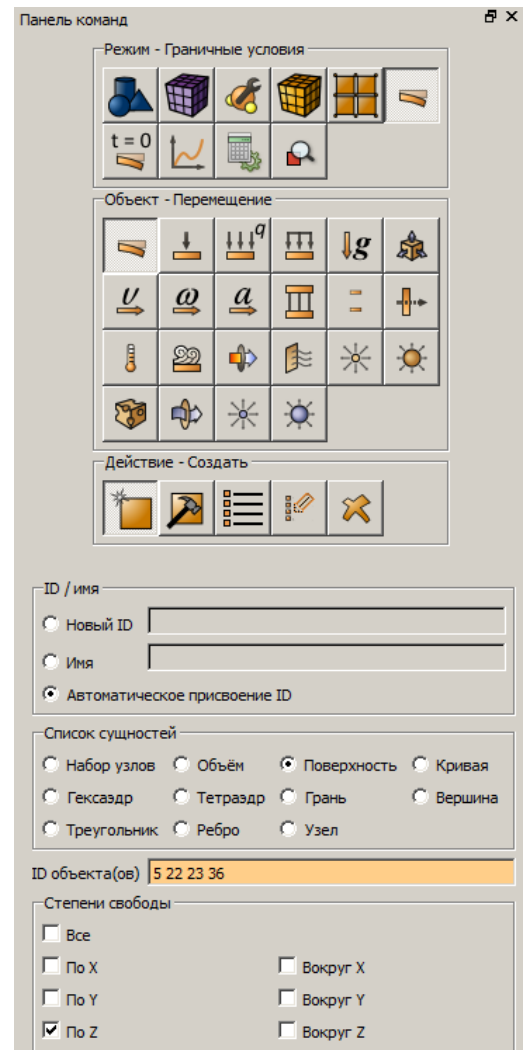 Панель команд
Режим - Граничные условия
t = 0
Объект - Перемещение
q
g
v ω a
Действие - Создать
ID / имя
Новый ID
Имя
Автоматическое присвоение ID
Список сущностей
Набор узлов Объём Поверхность Кривая
Гексаэдр Тетраэдр Грань Вершина
Треугольник Ребро Узел
ID объекта(ов) 5 22 23 36
Степени свободы
Все
По X Вокруг X
По Y Вокруг Y
По Z Вокруг Z